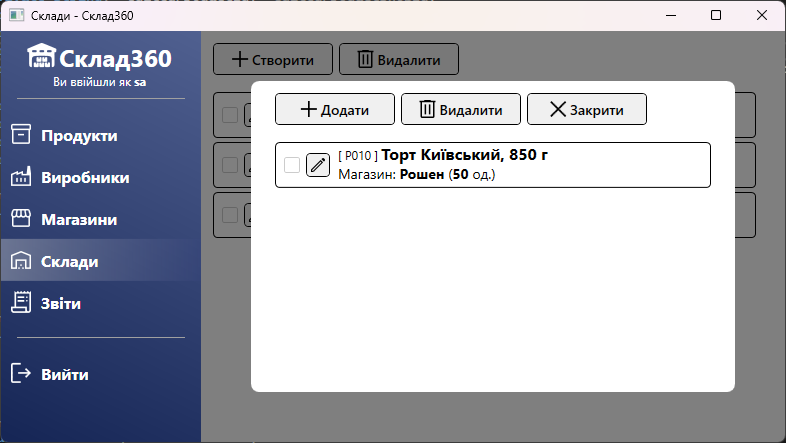 Склади - Склад360
Склад360
Ви ввійшли як sa
Продукти
Виробники
Магазини
Склади
Звіти
Вийти
Створити Видалити
Додати Видалити Закрити
[ P010 ] Торт Київський, 850 г
Магазин: Рошен (50 од.)